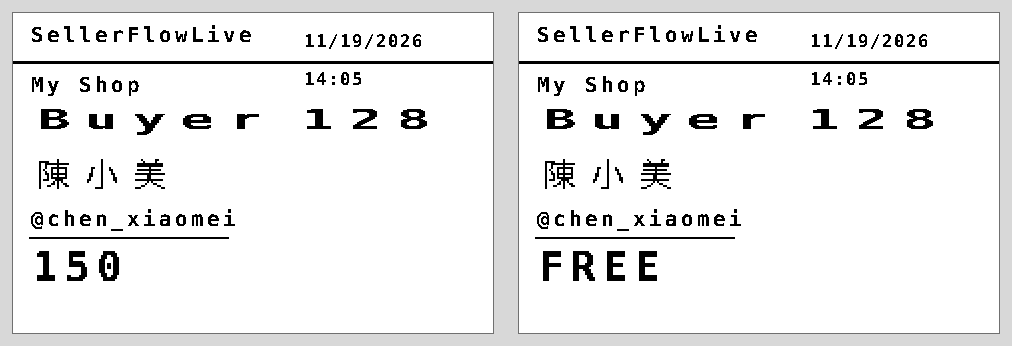 SellerFlowLive 11/19/2026
My Shop 14:05
Buyer 128
陳小美
@chen_xiaomei
150
SellerFlowLive 11/19/2026
My Shop 14:05
Buyer 128
陳小美
@chen_xiaomei
FREE